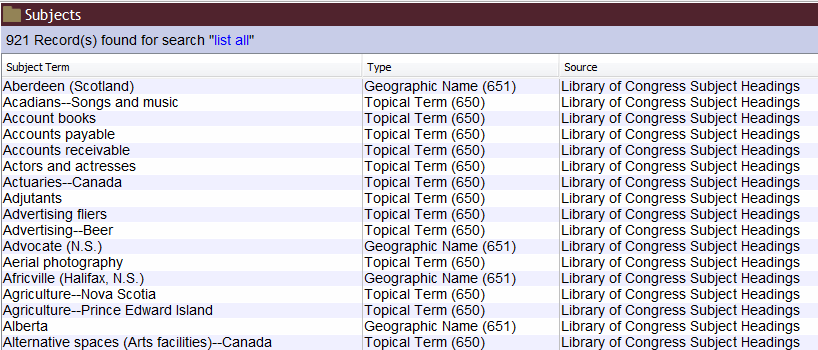 Subjects
921 Record(s) found for search "list all"
Subject Term Type Source
Aberdeen (Scotland) Geographic Name (651) Library of Congress Subject Headings
Acadians--Songs and music Topical Term (650) Library of Congress Subject Headings
Account books Topical Term (650) Library of Congress Subject Headings
Accounts payable Topical Term (650) Library of Congress Subject Headings
Accounts receivable Topical Term (650) Library of Congress Subject Headings
Actors and actresses Topical Term (650) Library of Congress Subject Headings
Actuaries--Canada Topical Term (650) Library of Congress Subject Headings
Adjutants Topical Term (650) Library of Congress Subject Headings
Advertising fliers Topical Term (650) Library of Congress Subject Headings
Advertising--Beer Topical Term (650) Library of Congress Subject Headings
Advocate (N.S.) Geographic Name (651) Library of Congress Subject Headings
Aerial photography Topical Term (650) Library of Congress Subject Headings
Africville (Halifax, N.S.) Geographic Name (651) Library of Congress Subject Headings
Agriculture--Nova Scotia Topical Term (650) Library of Congress Subject Headings
Agriculture--Prince Edward Island Topical Term (650) Library of Congress Subject Headings
Alberta Geographic Name (651) Library of Congress Subject Headings
Alternative spaces (Arts facilities)--Canada Topical Term (650) Library of Congress Subject Headings